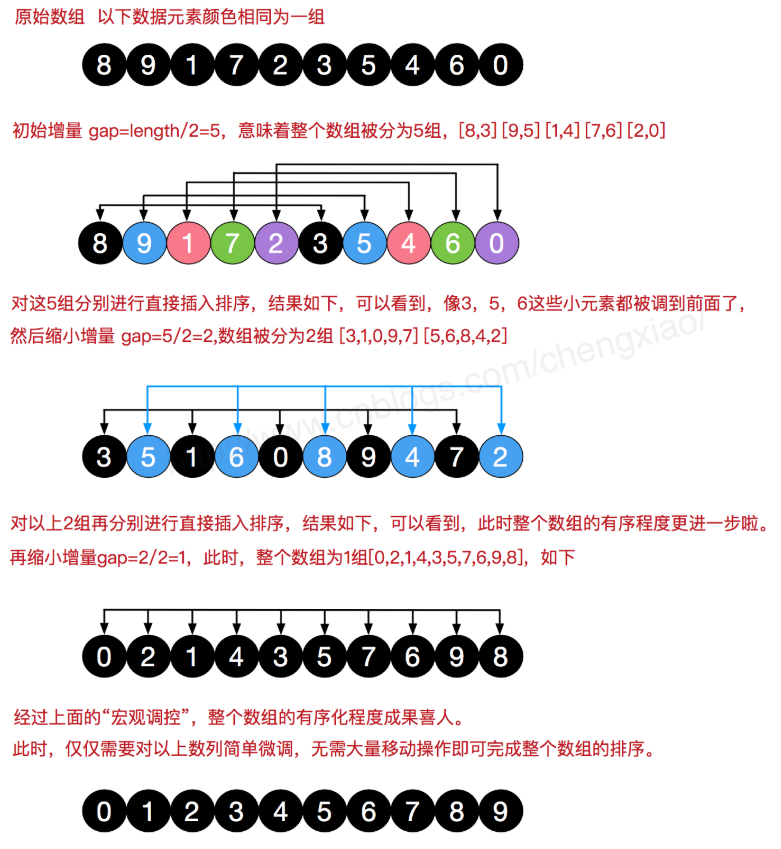 原始数组 以下数据元素颜色相同为一组
8 9 1 7 2 3 5 4 6 0
初始增量 gap=length/2=5，意味着整个数组被分为5组，[8,3][9,5][1,4][7,6][2,0]
8 9 1 7 2 3 5 4 6 0
对这5组分别进行直接插入排序，结果如下，可以看到，像3，5，6这些小元素都被调到前面了，
然后缩小增量 gap=5/2=2,数组被分为2组 [3,1,0,9,7][5,6,8,4,2]
www.cnblogs.com/chengxiao/
3 5 1 6 0 8 9 4 7 2
对以上2组再分别进行直接插入排序，结果如下，可以看到，此时整个数组的有序程度更进一步啦。
再缩小增量gap=2/2=1，此时，整个数组为1组[0,2,1,4,3,5,7,6,9,8]，如下
0 2 1 4 3 5 7 6 9 8
经过上面的“宏观调控”，整个数组的有序化程度成果喜人。
此时，仅仅需要对以上数列简单微调，无需大量移动操作即可完成整个数组的排序。
0 1 2 3 4 5 6 7 8 9